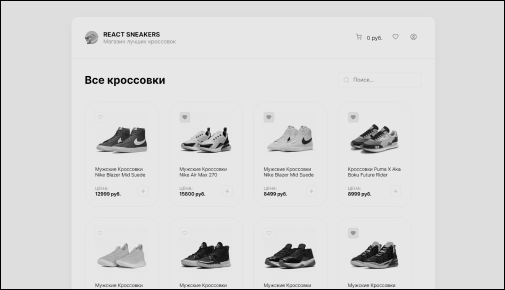 REACT SNEAKERS
Магазин лучших кроссовок
0 руб.
Все кроссовки
Поиск...
Мужские Кроссовки
Nike Blazer Mid Suede
ЦЕНА:
12999 руб.
Мужские Кроссовки
Nike Air Max 270
ЦЕНА:
15600 руб.
Мужские Кроссовки
Nike Blazer Mid Suede
ЦЕНА:
8499 руб.
Кроссовки Puma X Aka
Boku Future Rider
ЦЕНА:
8999 руб.
Мужские Кроссовки
Мужские Кроссовки
Мужские Кроссовки
Мужские Кроссовки